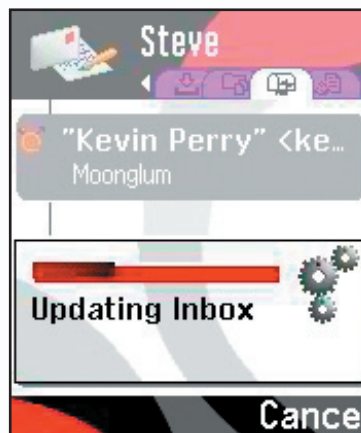 Steve
"Kevin Perry" <ke...
Moonglum
Updating Inbox
Cance